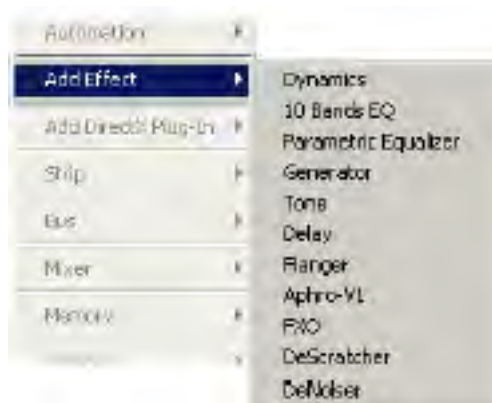 Automation
Add Effect
Add DirectX Plug-In
Strip
Bus
Mixer
Memory
Dynamics
10 Bands EQ
Parametric Equalizer
Generator
Tone
Delay
Flanger
Aphro-V1
FXO
DeScratcher
DeNoiser